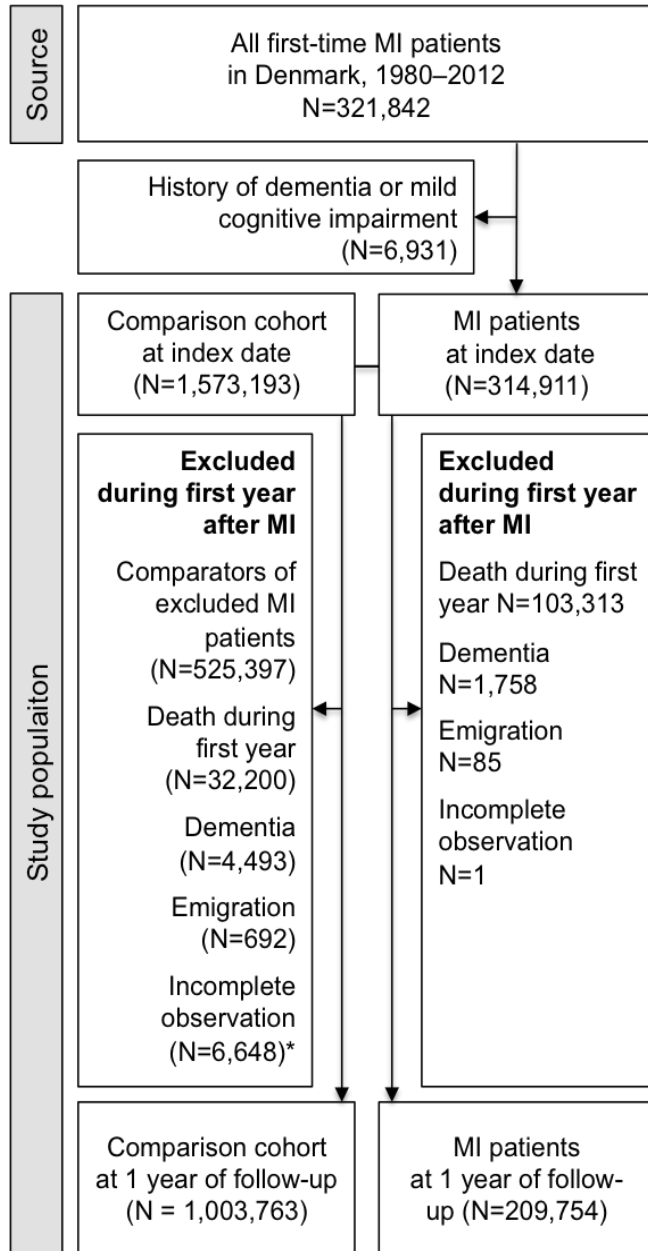 Source
All first-time MI patients
in Denmark, 1980–2012
N=321,842
History of dementia or mild
cognitive impairment
(N=6,931)
Study populaiton
Comparison cohort
at index date
(N=1,573,193)
MI patients
at index date
(N=314,911)
Excluded
during first year
after MI
Comparators of
excluded MI
patients
(N=525,397)
Death during
first year
(N=32,200)
Dementia
(N=4,493)
Emigration
(N=692)
Incomplete
observation
(N=6,648)*
Excluded
during first year
after MI
Death during first
year N=103,313
Dementia
N=1,758
Emigration
N=85
Incomplete
observation
N=1
Comparison cohort
at 1 year of follow-up
(N = 1,003,763)
MI patients
at 1 year of follow-
up (N=209,754)